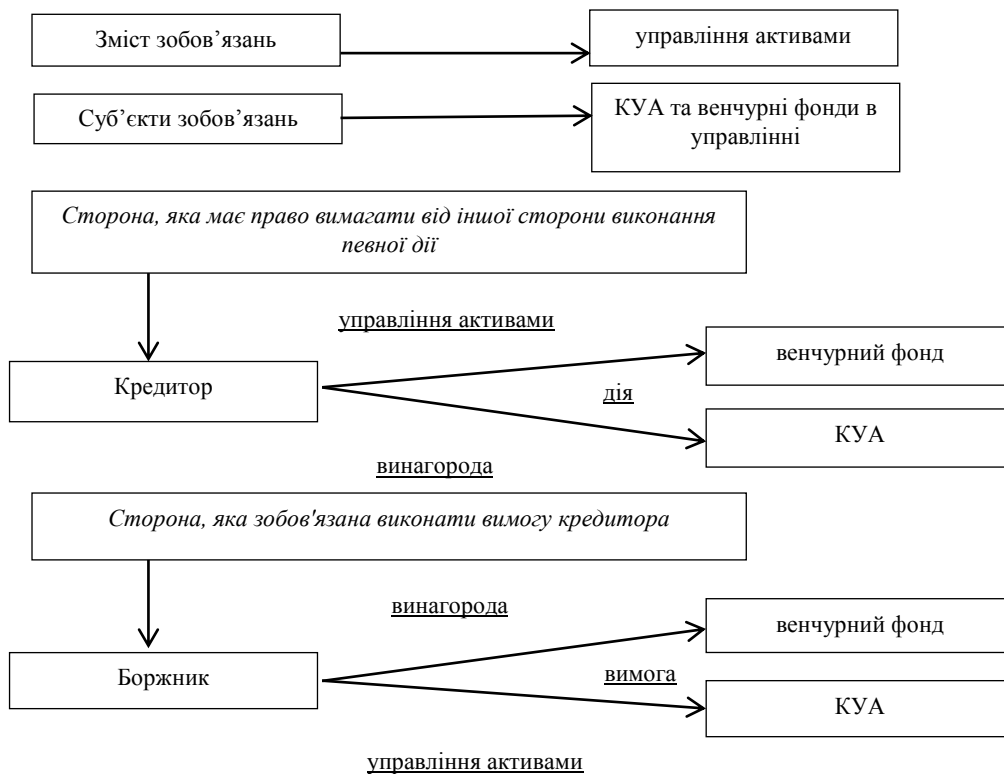 Зміст зобов’язань
управління активами
Суб’єкти зобов’язань
КУА та венчурні фонди в
управлінні
Сторона, яка має право вимагати від іншої сторони виконання
певної дії
управління активами
венчурний фонд
Кредитор
дія
КУА
винагорода
Сторона, яка зобов'язана виконати вимогу кредитора
винагорода
венчурний фонд
Боржник
вимога
КУА
управління активами